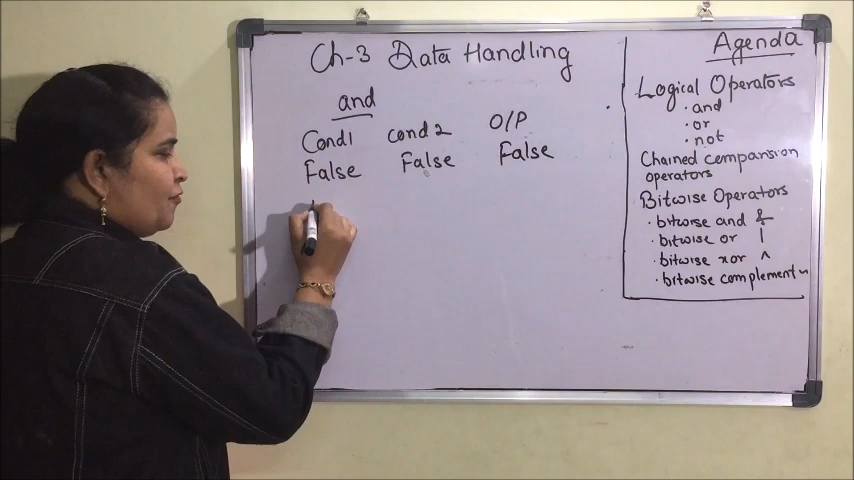 Ch-3 Data Handling
and
Cond1 Cond2 O/P
False False False
Agenda
Logical Operators
· and
· or
· not
Chained comparision
operators
Bitwise Operators
· bitwise and &
· bitwise or |
· bitwise xor ^
· bitwise complement ~